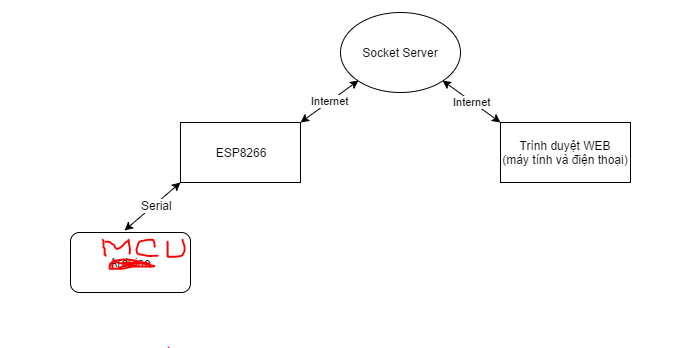 Socket Server
Internet
Internet
ESP8266
Trình duyệt WEB
(máy tính và điện thoại)
Serial
MCU